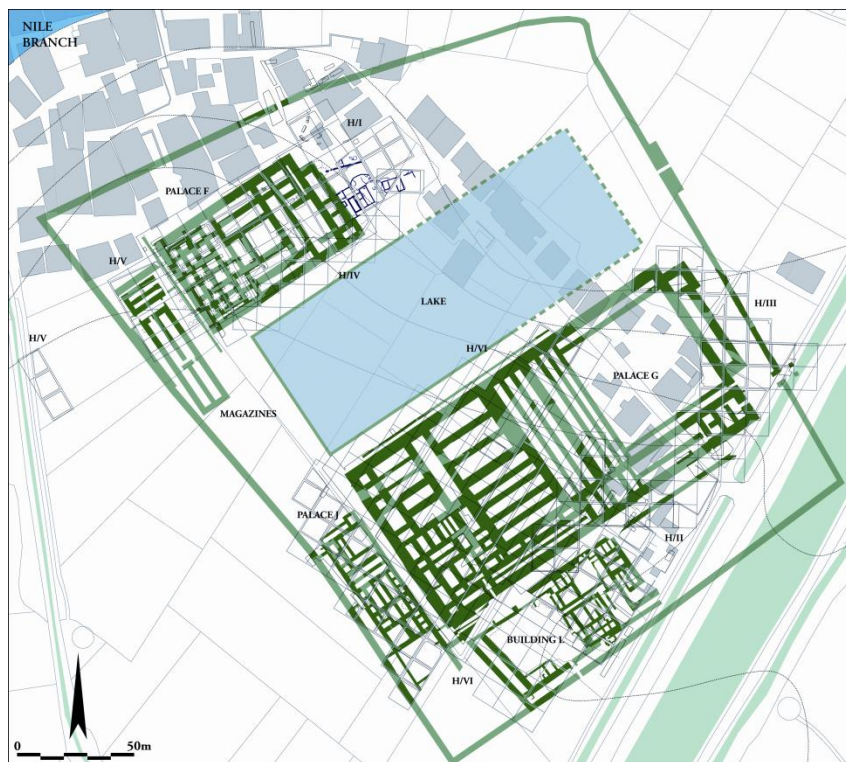 NILE
BRANCH
H/I
PALACE F
H/V
H/IV
H/III
LAKE
H/V
H/VI
PALACE G
MAGAZINES
PALACE J
H/II
BUILDING L
H/VI
0 50m